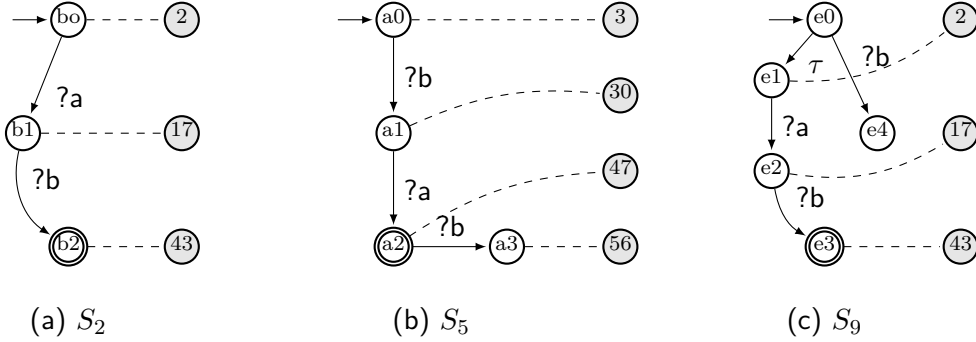 bo 2 a0 3 e0 2
?b ?b
e1 τ
?a 30
b1 17 a1 e4 17
?a
?b ?a 47 e2
?b ?b
b2 43 a2 a3 56 e3 43
(a) S2 (b) S5 (c) S9